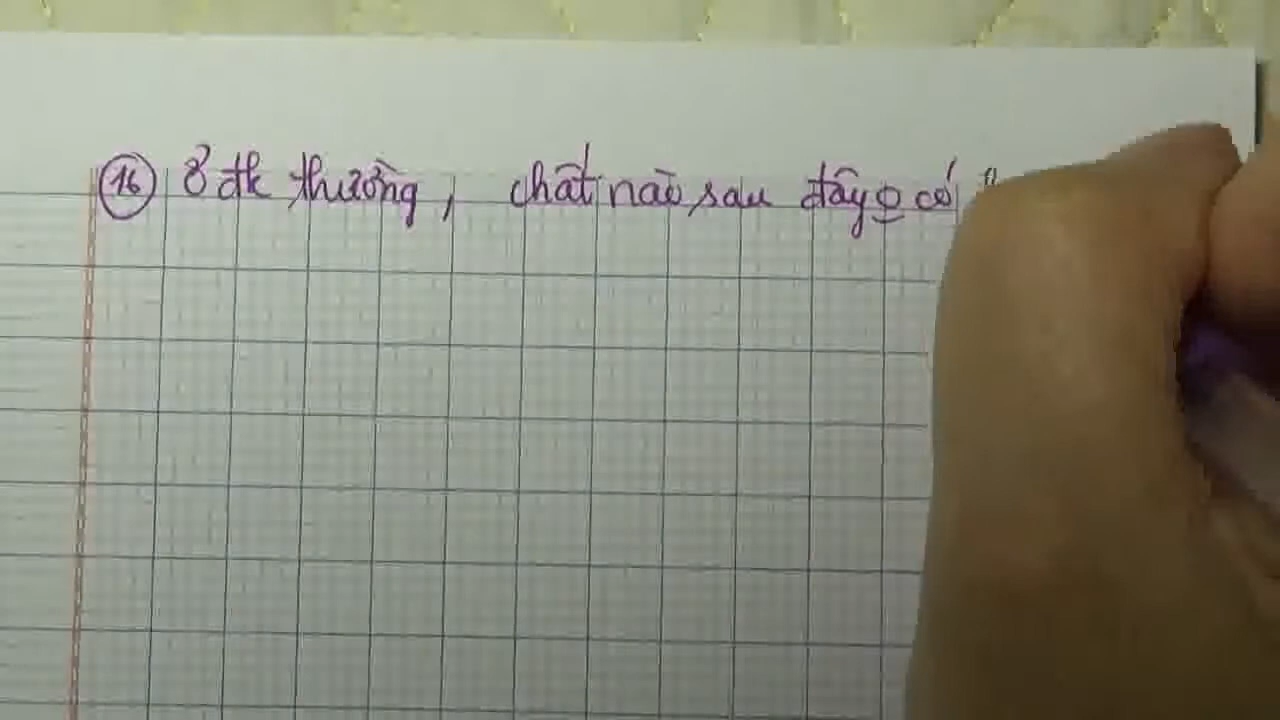 16 Ở đk thường, chất nào sau đây o có